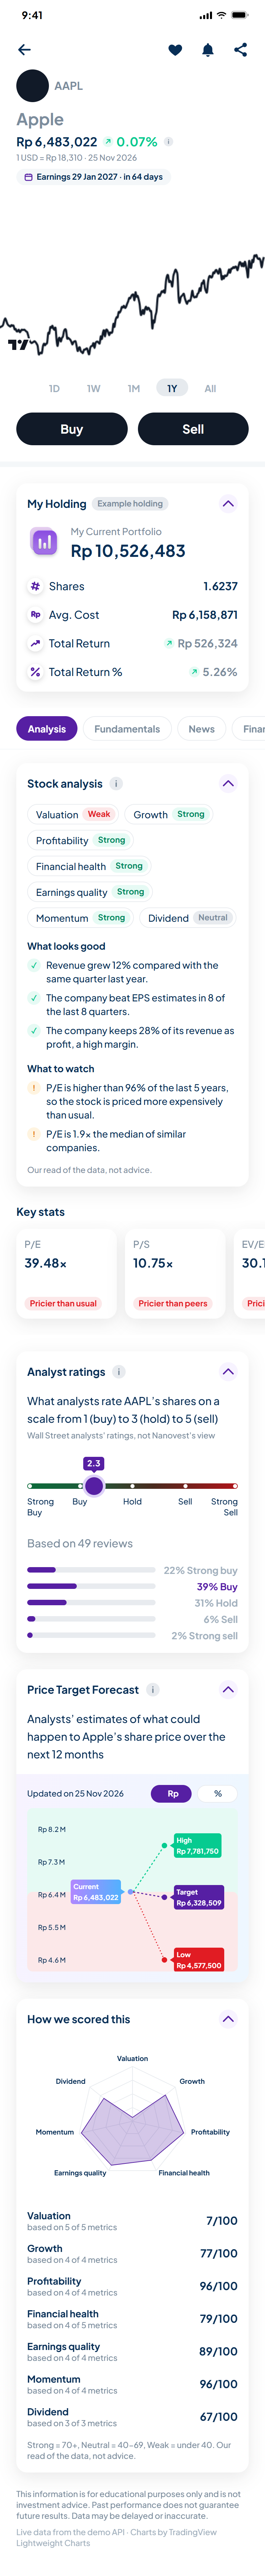 9:41
AAPL
Apple
Rp 6,483,022 0.07%
1 USD = Rp 18,310 · 25 Nov 2026
Earnings 29 Jan 2027 · in 64 days
1D 1W 1M 1Y All
Buy Sell
My Holding Example holding
My Current Portfolio
Rp 10,526,483
Shares 1.6237
Rp Avg. Cost Rp 6,158,871
Total Return Rp 526,324
Total Return % 5.26%
Analysis Fundamentals News Finan
Stock analysis i
Valuation Weak Growth Strong
Profitability Strong
Financial health Strong
Earnings quality Strong
Momentum Strong Dividend Neutral
What looks good
Revenue grew 12% compared with the
same quarter last year.
The company beat EPS estimates in 8 of
the last 8 quarters.
The company keeps 28% of its revenue as
profit, a high margin.
What to watch
! P/E is higher than 96% of the last 5 years,
so the stock is priced more expensively
than usual.
! P/E is 1.9× the median of similar
companies.
Our read of the data, not advice.
Key stats
P/E P/S EV/E
39.48× 10.75× 30.1
Pricier than usual Pricier than peers Prici
Analyst ratings i
What analysts rate AAPL's shares on a
scale from 1 (buy) to 3 (hold) to 5 (sell)
Wall Street analysts' ratings, not Nanovest's view
2.3
Strong Buy Hold Sell Strong
Buy Sell
Based on 49 reviews
22% Strong buy
39% Buy
31% Hold
6% Sell
2% Strong sell
Price Target Forecast i
Analysts' estimates of what could
happen to Apple's share price over the
next 12 months
Updated on 25 Nov 2026 Rp %
Rp 8.2 M
High
Rp 7,781,750
Rp 7.3 M
Current
Rp 6,483,022
Rp 6.4 M
Target
Rp 6,328,509
Rp 5.5 M
Low
Rp 4,577,500
Rp 4.6 M
How we scored this
Valuation
Dividend Growth
Momentum Profitability
Earnings quality Financial health
Valuation 7/100
based on 5 of 5 metrics
Growth 77/100
based on 4 of 4 metrics
Profitability 96/100
based on 4 of 4 metrics
Financial health 79/100
based on 4 of 5 metrics
Earnings quality 89/100
based on 4 of 4 metrics
Momentum 96/100
based on 4 of 4 metrics
Dividend 67/100
based on 3 of 3 metrics
Strong = 70+, Neutral = 40–69, Weak = under 40. Our
read of the data, not advice.
This information is for educational purposes only and is not
investment advice. Past performance does not guarantee
future results. Data may be delayed or inaccurate.
Live data from the demo API · Charts by TradingView
Lightweight Charts